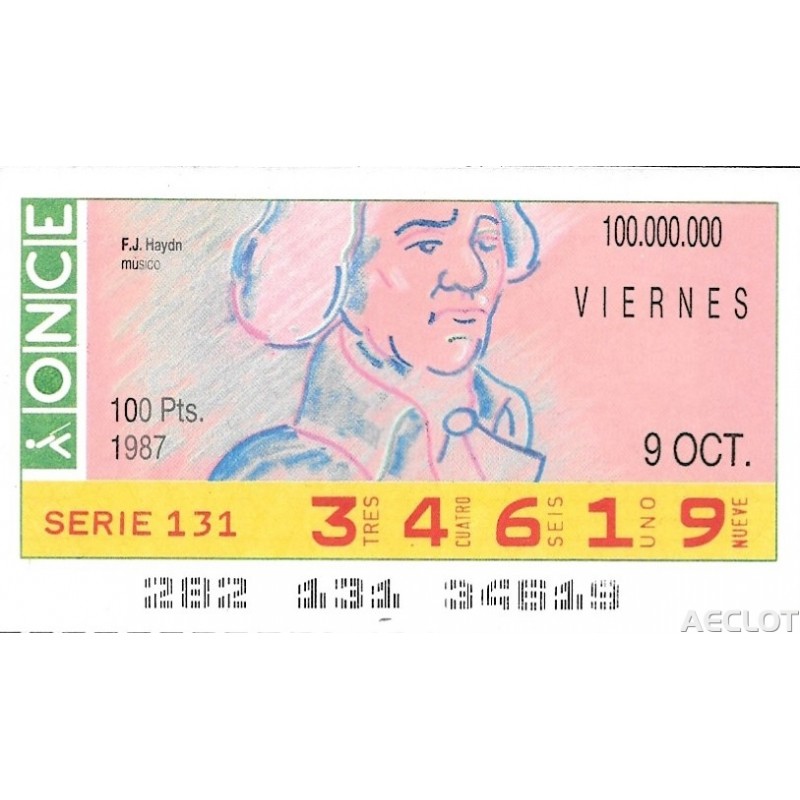 ONCE
F.J. Haydn
músico
100.000.000
VIERNES
100 Pts.
1987
9 OCT.
SERIE 131 3 TRES 4 CUATRO 6 SEIS 1 UNO 9 NUEVE
282 131 34619
AECLOT